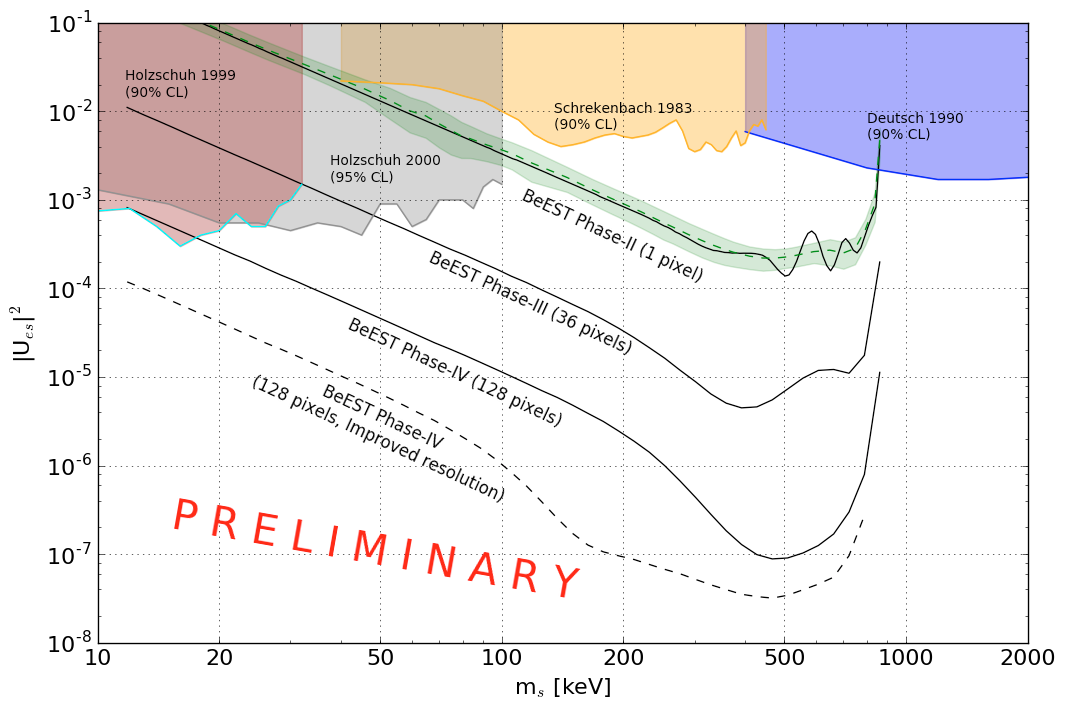 10^-1
10^-2
10^-3
10^-4
10^-5
10^-6
10^-7
10^-8
|U_es|^2
Holzschuh 1999
(90% CL)
Holzschuh 2000
(95% CL)
Schrekenbach 1983
(90% CL)
Deutsch 1990
(90% CL)
BeEST Phase-II (1 pixel)
BeEST Phase-III (36 pixels)
BeEST Phase-IV (128 pixels)
BeEST Phase-IV
(128 pixels, Improved resolution)
PRELIMINARY
10 20 50 100 200 500 1000 2000
m_s [keV]